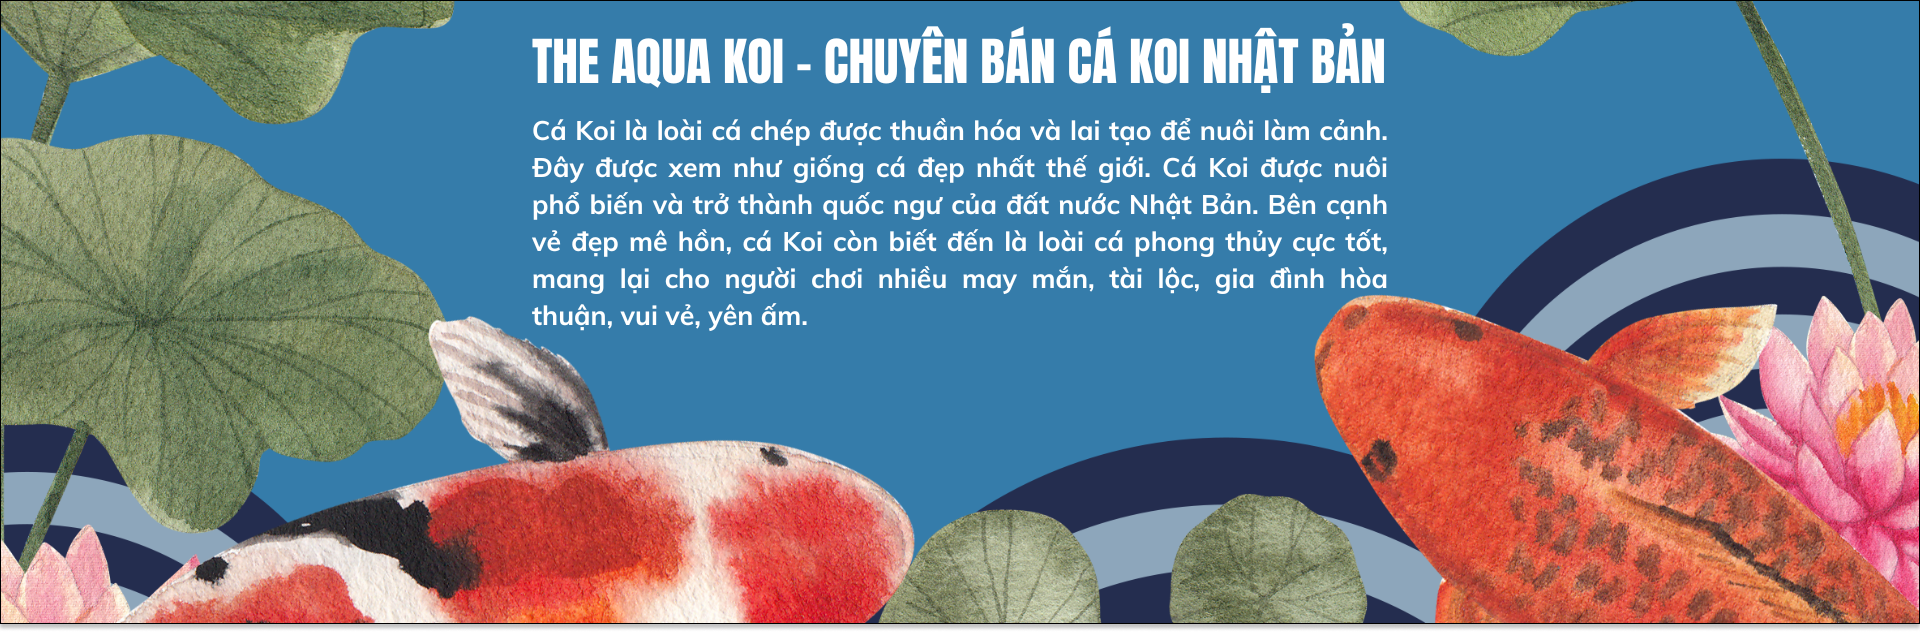 THE AQUA KOI - CHUYÊN BÁN CÁ KOI NHẬT BẢN
Cá Koi là loài cá chép được thuần hóa và lai tạo để nuôi làm cảnh.
Đây được xem như giống cá đẹp nhất thế giới. Cá Koi được nuôi
phổ biến và trở thành quốc ngư của đất nước Nhật Bản. Bên cạnh
vẻ đẹp mê hồn, cá Koi còn biết đến là loài cá phong thủy cực tốt,
mang lại cho người chơi nhiều may mắn, tài lộc, gia đình hòa
thuận, vui vẻ, yên ấm.